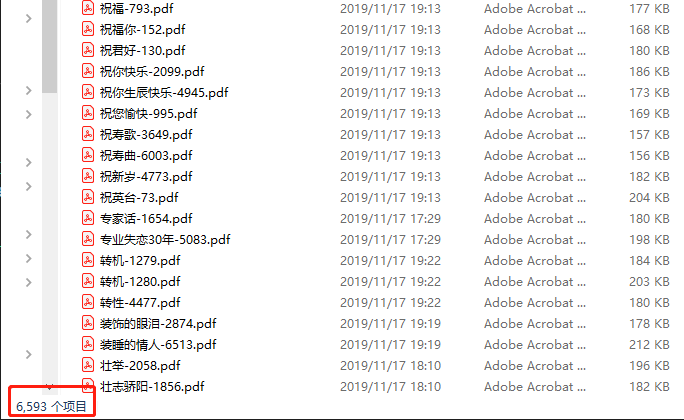 祝福-793.pdf 2019/11/17 19:13 Adobe Acrobat ... 177 KB
祝福你-152.pdf 2019/11/17 19:13 Adobe Acrobat ... 168 KB
祝君好-130.pdf 2019/11/17 19:13 Adobe Acrobat ... 180 KB
祝你快乐-2099.pdf 2019/11/17 19:13 Adobe Acrobat ... 186 KB
祝你生辰快乐-4945.pdf 2019/11/17 19:13 Adobe Acrobat ... 173 KB
祝您愉快-995.pdf 2019/11/17 19:13 Adobe Acrobat ... 169 KB
祝寿歌-3649.pdf 2019/11/17 19:13 Adobe Acrobat ... 157 KB
祝寿曲-6003.pdf 2019/11/17 19:13 Adobe Acrobat ... 156 KB
祝新岁-4773.pdf 2019/11/17 19:13 Adobe Acrobat ... 182 KB
祝英台-73.pdf 2019/11/17 19:13 Adobe Acrobat ... 204 KB
专家话-1654.pdf 2019/11/17 17:29 Adobe Acrobat ... 180 KB
专业失恋30年-5083.pdf 2019/11/17 17:29 Adobe Acrobat ... 198 KB
转机-1279.pdf 2019/11/17 19:22 Adobe Acrobat ... 184 KB
转机-1280.pdf 2019/11/17 19:22 Adobe Acrobat ... 203 KB
转性-4477.pdf 2019/11/17 19:22 Adobe Acrobat ... 180 KB
装饰的眼泪-2874.pdf 2019/11/17 19:19 Adobe Acrobat ... 178 KB
装睡的情人-6513.pdf 2019/11/17 19:19 Adobe Acrobat ... 212 KB
壮举-2058.pdf 2019/11/17 18:10 Adobe Acrobat ... 196 KB
壮志骄阳-1856.pdf 2019/11/17 18:10 Adobe Acrobat ... 182 KB
6,593 个项目